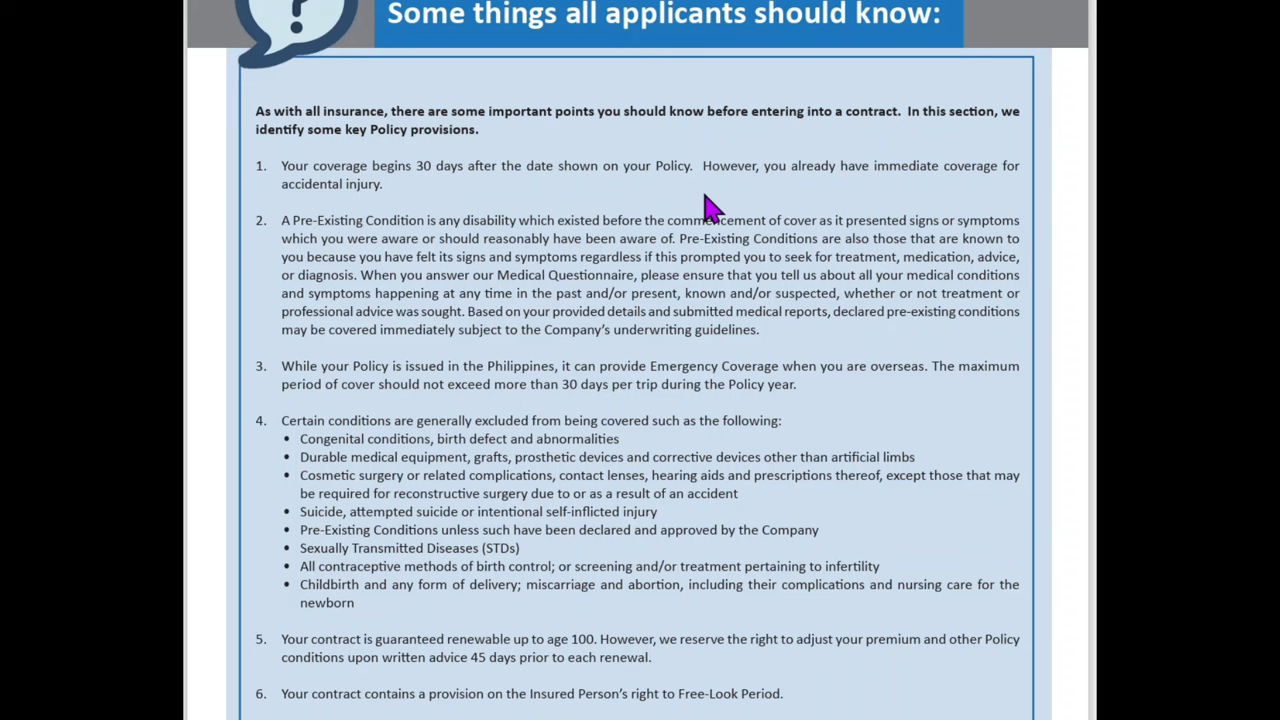 ?
Some things all applicants should know:
As with all insurance, there are some important points you should know before entering into a contract. In this section, we
identify some key Policy provisions.
1. Your coverage begins 30 days after the date shown on your Policy. However, you already have immediate coverage for
accidental injury.
2. A Pre-Existing Condition is any disability which existed before the commencement of cover as it presented signs or symptoms
which you were aware or should reasonably have been aware of. Pre-Existing Conditions are also those that are known to
you because you have felt its signs and symptoms regardless if this prompted you to seek for treatment, medication, advice,
or diagnosis. When you answer our Medical Questionnaire, please ensure that you tell us about all your medical conditions
and symptoms happening at any time in the past and/or present, known and/or suspected, whether or not treatment or
professional advice was sought. Based on your provided details and submitted medical reports, declared pre-existing conditions
may be covered immediately subject to the Company's underwriting guidelines.
3. While your Policy is issued in the Philippines, it can provide Emergency Coverage when you are overseas. The maximum
period of cover should not exceed more than 30 days per trip during the Policy year.
4. Certain conditions are generally excluded from being covered such as the following:
• Congenital conditions, birth defect and abnormalities
• Durable medical equipment, grafts, prosthetic devices and corrective devices other than artificial limbs
• Cosmetic surgery or related complications, contact lenses, hearing aids and prescriptions thereof, except those that may
be required for reconstructive surgery due to or as a result of an accident
• Suicide, attempted suicide or intentional self-inflicted injury
• Pre-Existing Conditions unless such have been declared and approved by the Company
• Sexually Transmitted Diseases (STDs)
• All contraceptive methods of birth control; or screening and/or treatment pertaining to infertility
• Childbirth and any form of delivery; miscarriage and abortion, including their complications and nursing care for the
newborn
5. Your contract is guaranteed renewable up to age 100. However, we reserve the right to adjust your premium and other Policy
conditions upon written advice 45 days prior to each renewal.
6. Your contract contains a provision on the Insured Person's right to Free-Look Period.